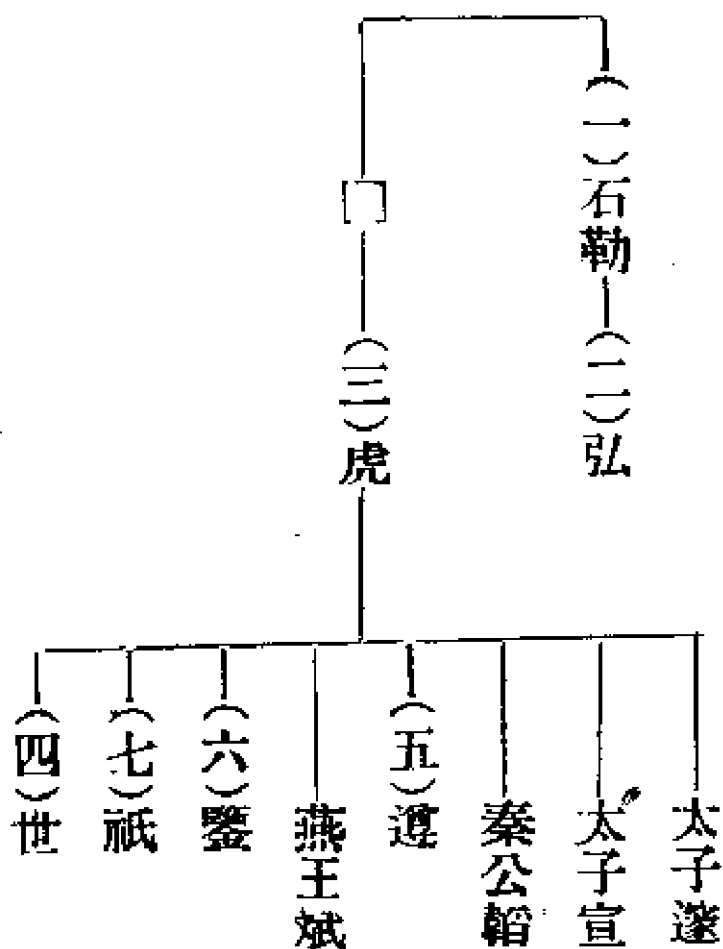 （一）石勒
（二）弘
□
（三）虎
太子邃
太子宣
秦公韜
（五）遵
燕王斌
（六）鑒
（七）祇
（四）世